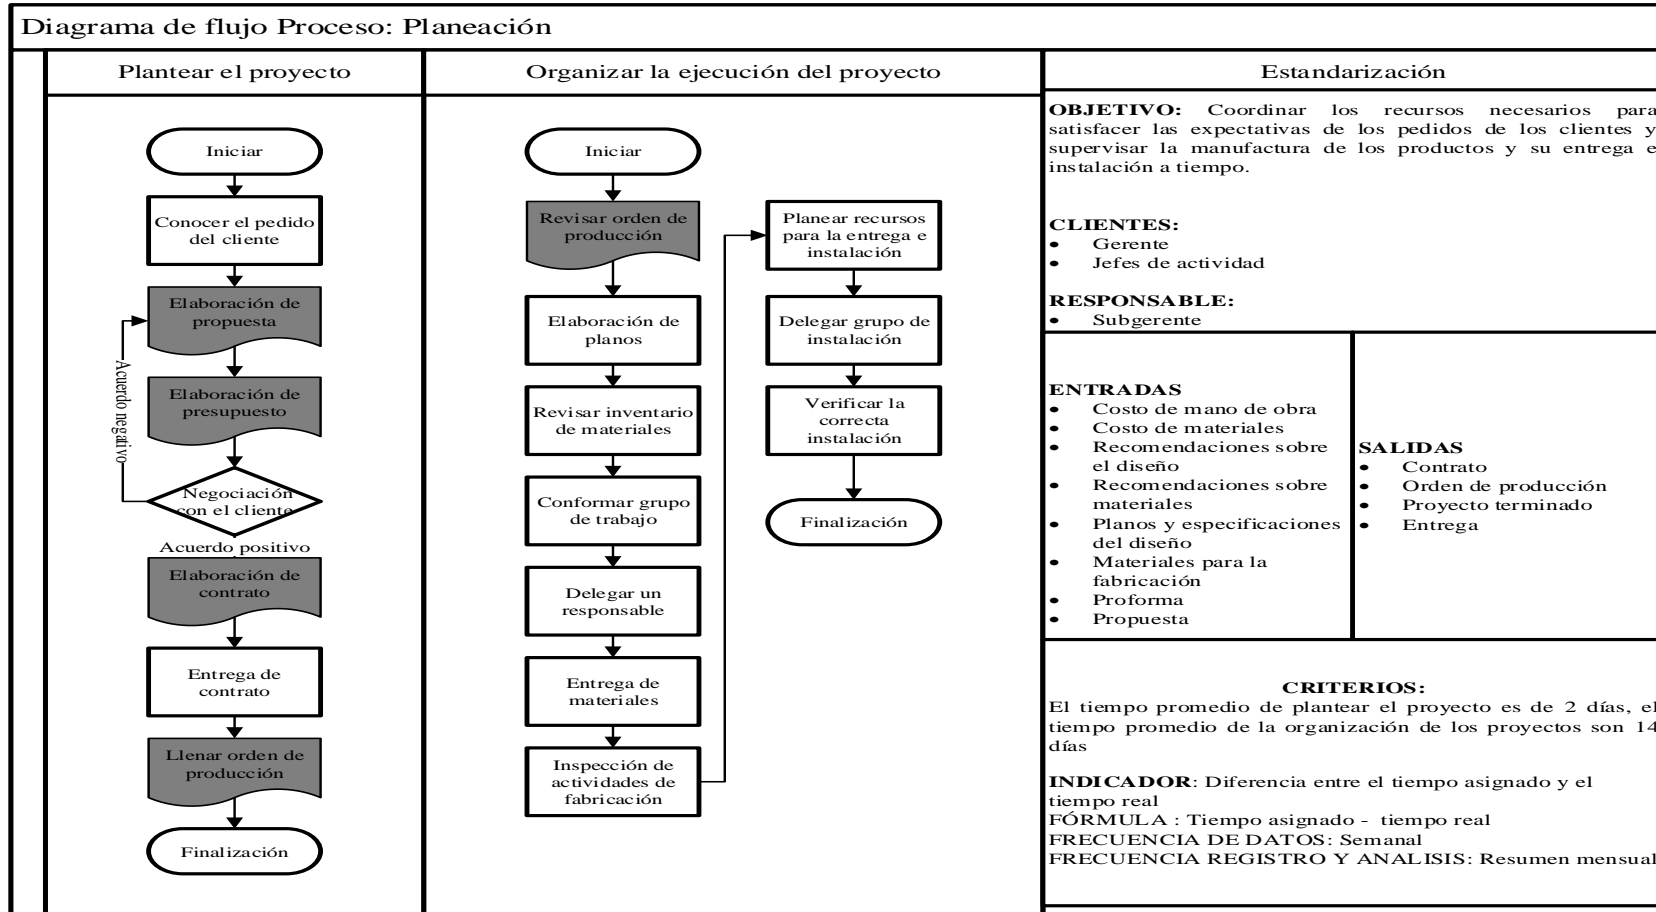 Diagrama de flujo Proceso: Planeación
Plantear el proyecto
Organizar la ejecución del proyecto
Estandarización
Iniciar
Conocer el pedido
del cliente
Elaboración de
propuesta
Elaboración de
presupuesto
Acuerdo negativo
Negociación
con el cliente
Acuerdo positivo
Elaboración de
contrato
Entrega de
contrato
Llenar orden de
producción
Finalización
Iniciar
Revisar orden de
producción
Elaboración de
planos
Revisar inventario
de materiales
Conformar grupo
de trabajo
Delegar un
responsable
Entrega de
materiales
Inspección de
actividades de
fabricación
Planear recursos
para la entrega e
instalación
Delegar grupo de
instalación
Verificar la
correcta
instalación
Finalización
OBJETIVO: Coordinar los recursos necesarios para
satisfacer las expectativas de los pedidos de los clientes y
supervisar la manufactura de los productos y su entrega e
instalación a tiempo.
CLIENTES:
• Gerente
• Jefes de actividad
RESPONSABLE:
• Subgerente
ENTRADAS
• Costo de mano de obra
• Costo de materiales
• Recomendaciones sobre
el diseño
• Recomendaciones sobre
materiales
• Planos y especificaciones
del diseño
• Materiales para la
fabricación
• Proforma
• Propuesta
SALIDAS
• Contrato
• Orden de producción
• Proyecto terminado
• Entrega
CRITERIOS:
El tiempo promedio de plantear el proyecto es de 2 días, el
tiempo promedio de la organización de los proyectos son 14
días
INDICADOR: Diferencia entre el tiempo asignado y el
tiempo real
FÓRMULA : Tiempo asignado - tiempo real
FRECUENCIA DE DATOS: Semanal
FRECUENCIA REGISTRO Y ANALISIS: Resumen mensual